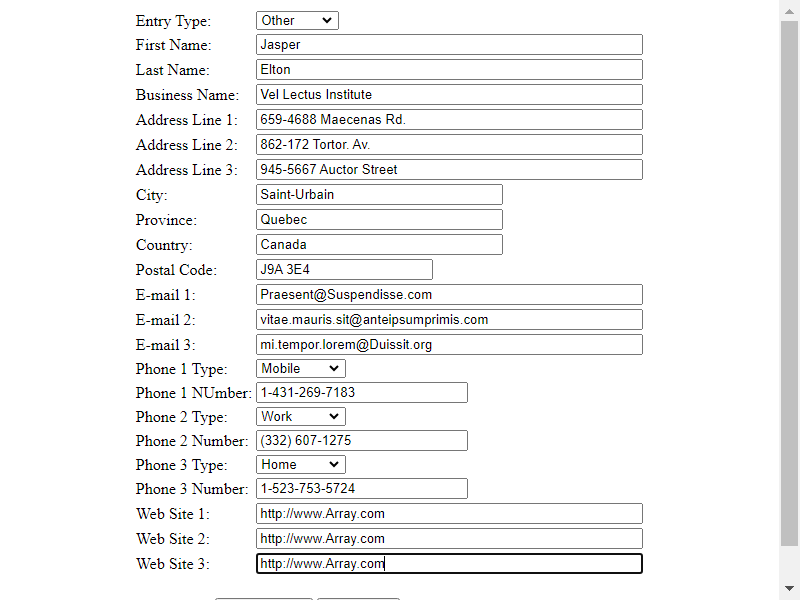 Entry Type: Other
First Name: Jasper
Last Name: Elton
Business Name: Vel Lectus Institute
Address Line 1: 659-4688 Maecenas Rd.
Address Line 2: 862-172 Tortor. Av.
Address Line 3: 945-5667 Auctor Street
City: Saint-Urbain
Province: Quebec
Country: Canada
Postal Code: J9A 3E4
E-mail 1: Praesent@Suspendisse.com
E-mail 2: vitae.mauris.sit@anteipsumprimis.com
E-mail 3: mi.tempor.lorem@Duissit.org
Phone 1 Type: Mobile
Phone 1 NUmber: 1-431-269-7183
Phone 2 Type: Work
Phone 2 Number: (332) 607-1275
Phone 3 Type: Home
Phone 3 Number: 1-523-753-5724
Web Site 1: http://www.Array.com
Web Site 2: http://www.Array.com
Web Site 3: http://www.Array.com